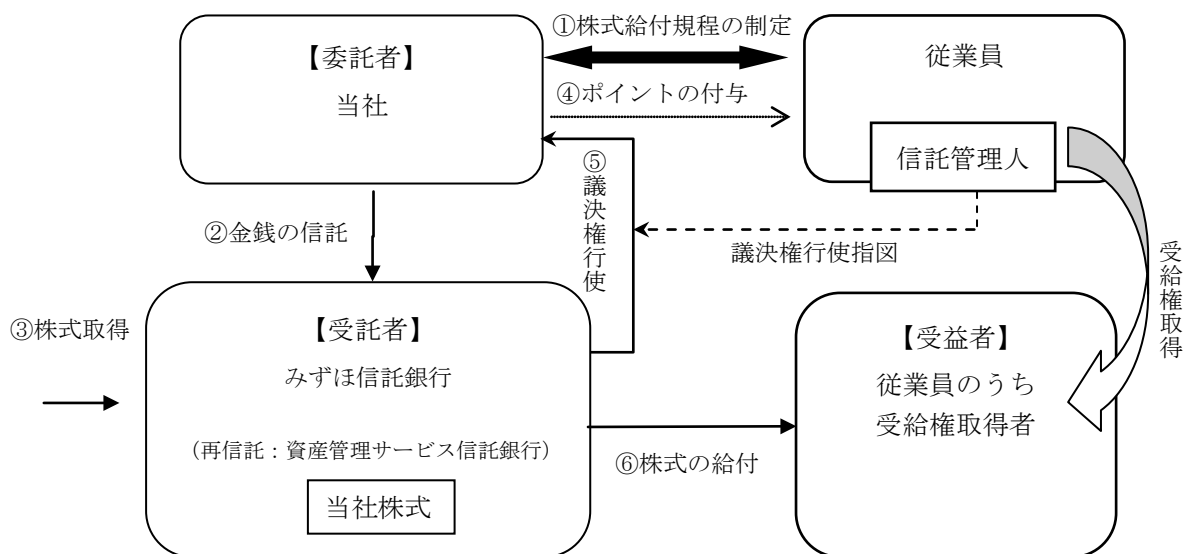 ①株式給付規程の制定
【委託者】
当社
従業員
④ポイントの付与
信託管理人
⑤議決権行使
②金銭の信託
議決権行使指図
受給権取得
③株式取得
【受託者】
みずほ信託銀行
(再信託：資産管理サービス信託銀行)
当社株式
【受益者】
従業員のうち
受給権取得者
⑥株式の給付